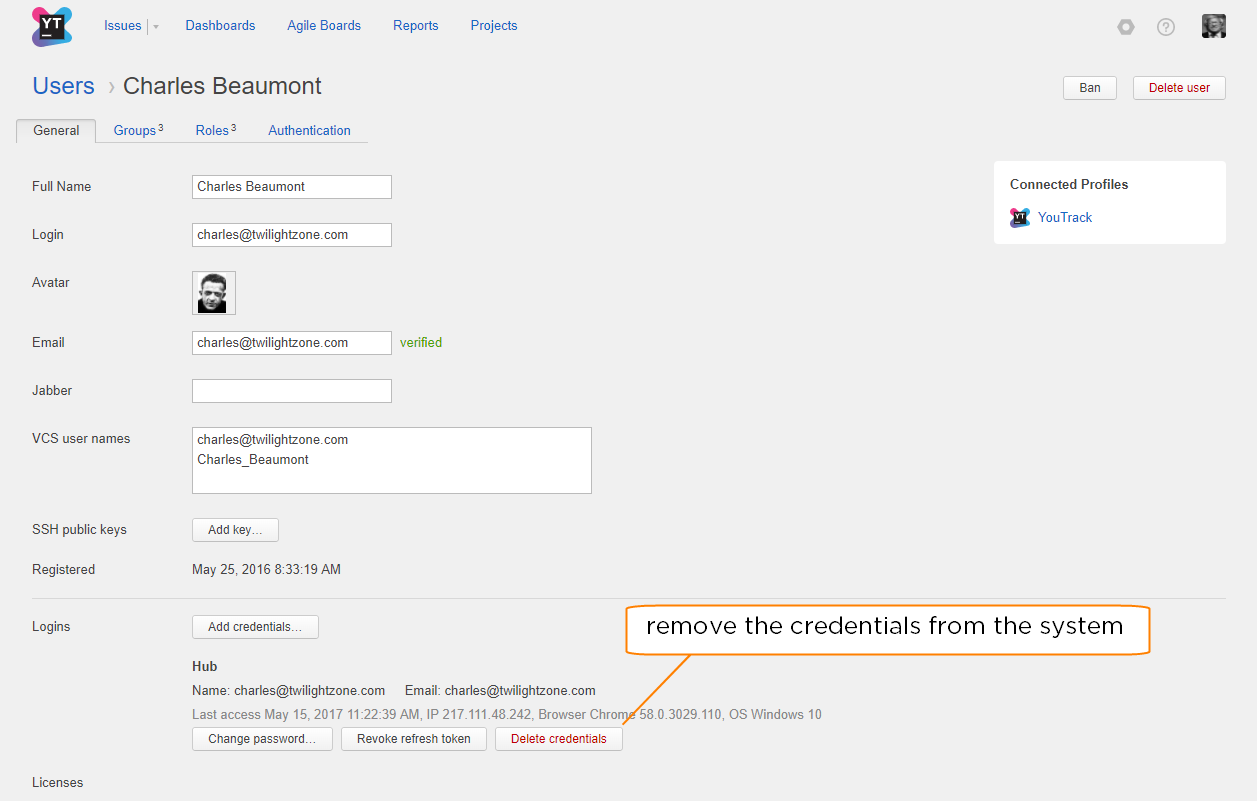 YT
Issues Dashboards Agile Boards Reports Projects
?
Users › Charles Beaumont
Ban Delete user
General Groups 3 Roles 3 Authentication
Full Name Charles Beaumont
Connected Profiles
YT YouTrack
Login charles@twilightzone.com
Avatar
Email charles@twilightzone.com verified
Jabber
VCS user names charles@twilightzone.com
Charles_Beaumont
SSH public keys Add key…
Registered May 25, 2016 8:33:19 AM
Logins Add credentials…
remove the credentials from the system
Hub
Name: charles@twilightzone.com Email: charles@twilightzone.com
Last access May 15, 2017 11:22:39 AM, IP 217.111.48.242, Browser Chrome 58.0.3029.110, OS Windows 10
Change password… Revoke refresh token Delete credentials
Licenses